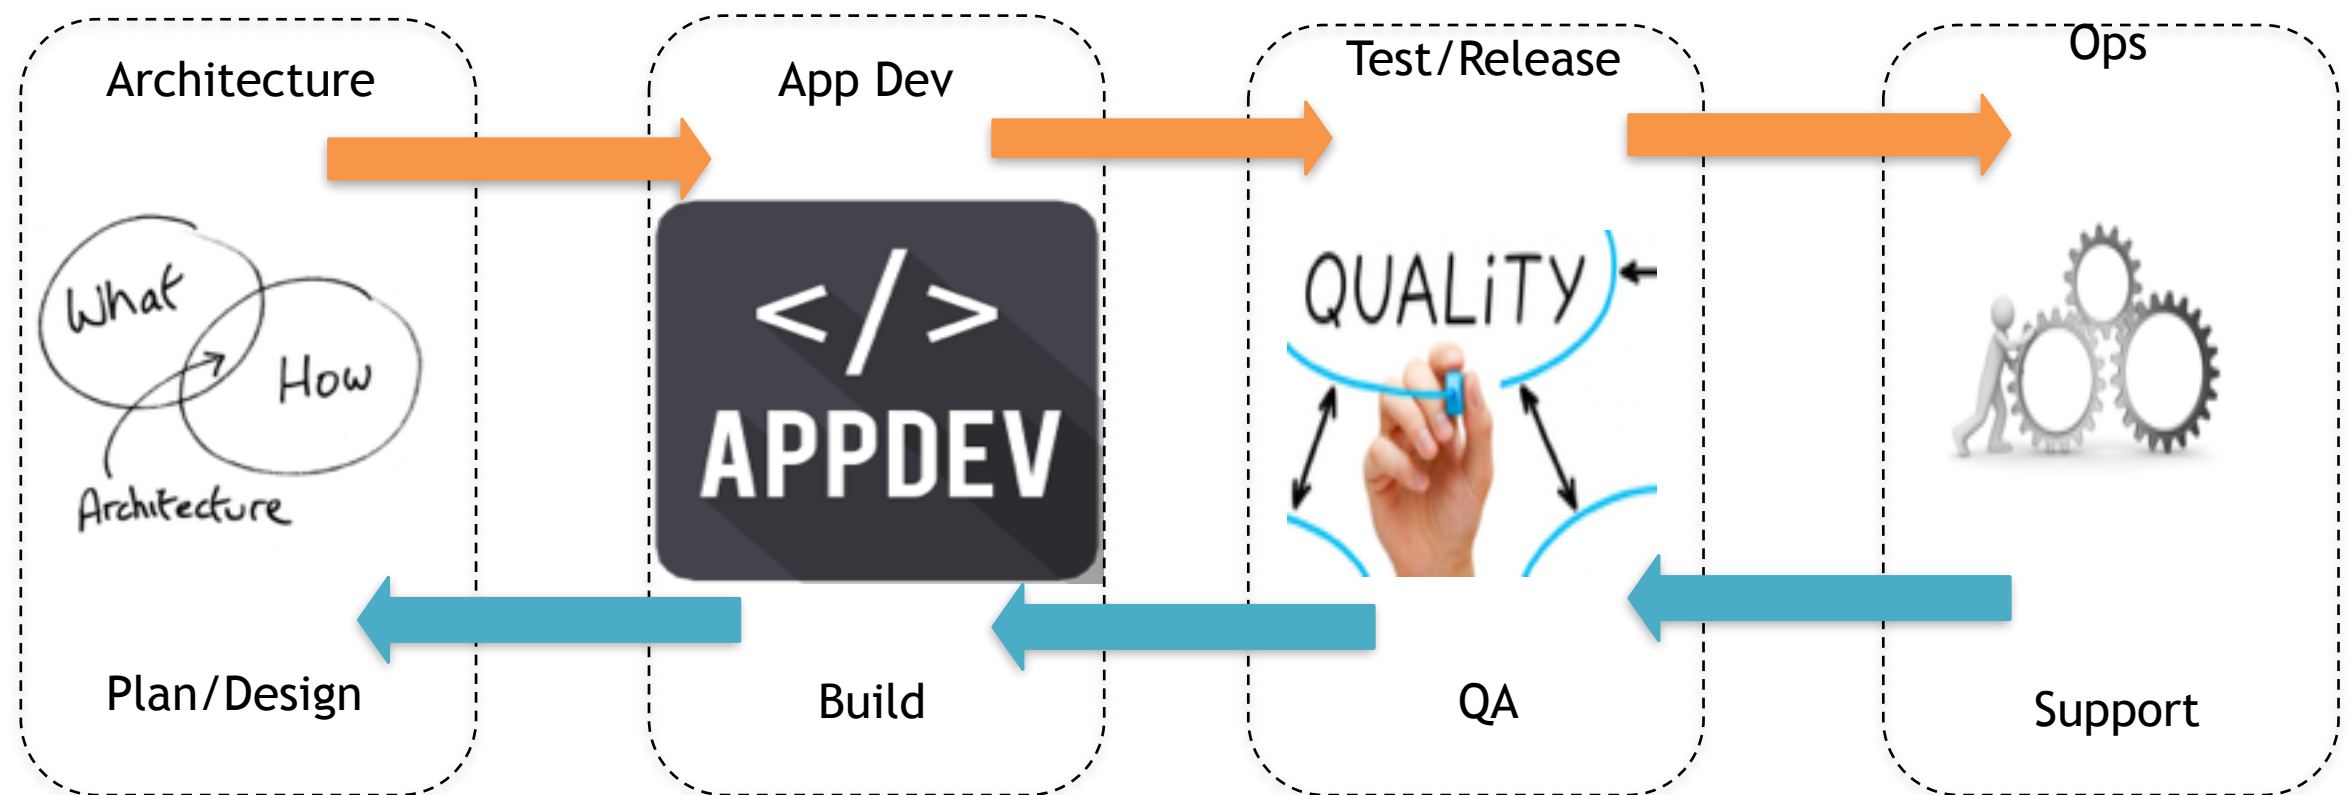 Architecture
What
How
Architecture
Plan/Design
App Dev
</>
APPDEV
Build
Test/Release
QUALiTY
QA
Ops
Support